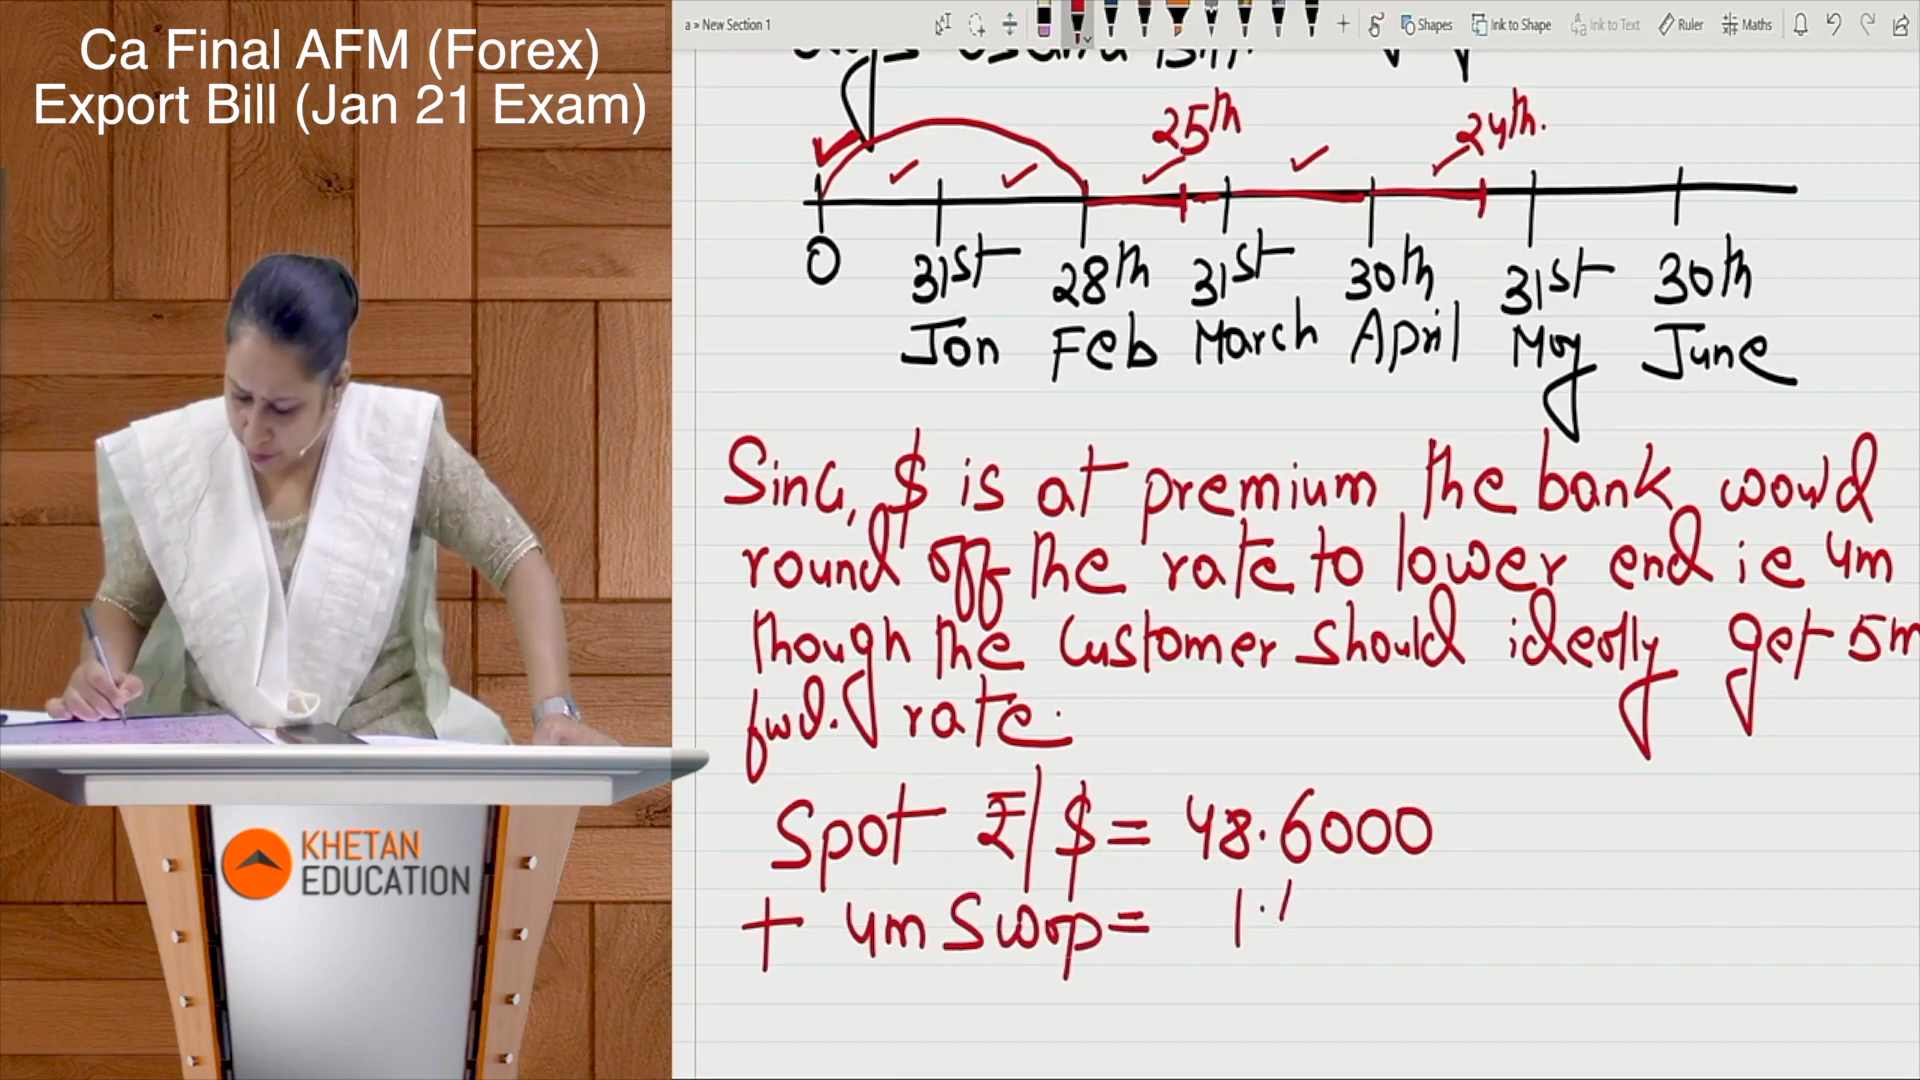 Ca Final AFM (Forex)
Export Bill (Jan 21 Exam)
a » New Section 1
Shapes
Ink to Shape
Ink to Text
Ruler
Maths
25th
24th.
0
31st
Jan
28th
Feb
31st
March
30th
April
31st
May
30th
June
Since, $ is at premium the bank would
round off the rate to lower end ie 4m
though the Customer should ideally get 5m
fwd. rate.
Spot ₹/$ = 48.6000
+ 4m Swap = 1.1
KHETAN
EDUCATION